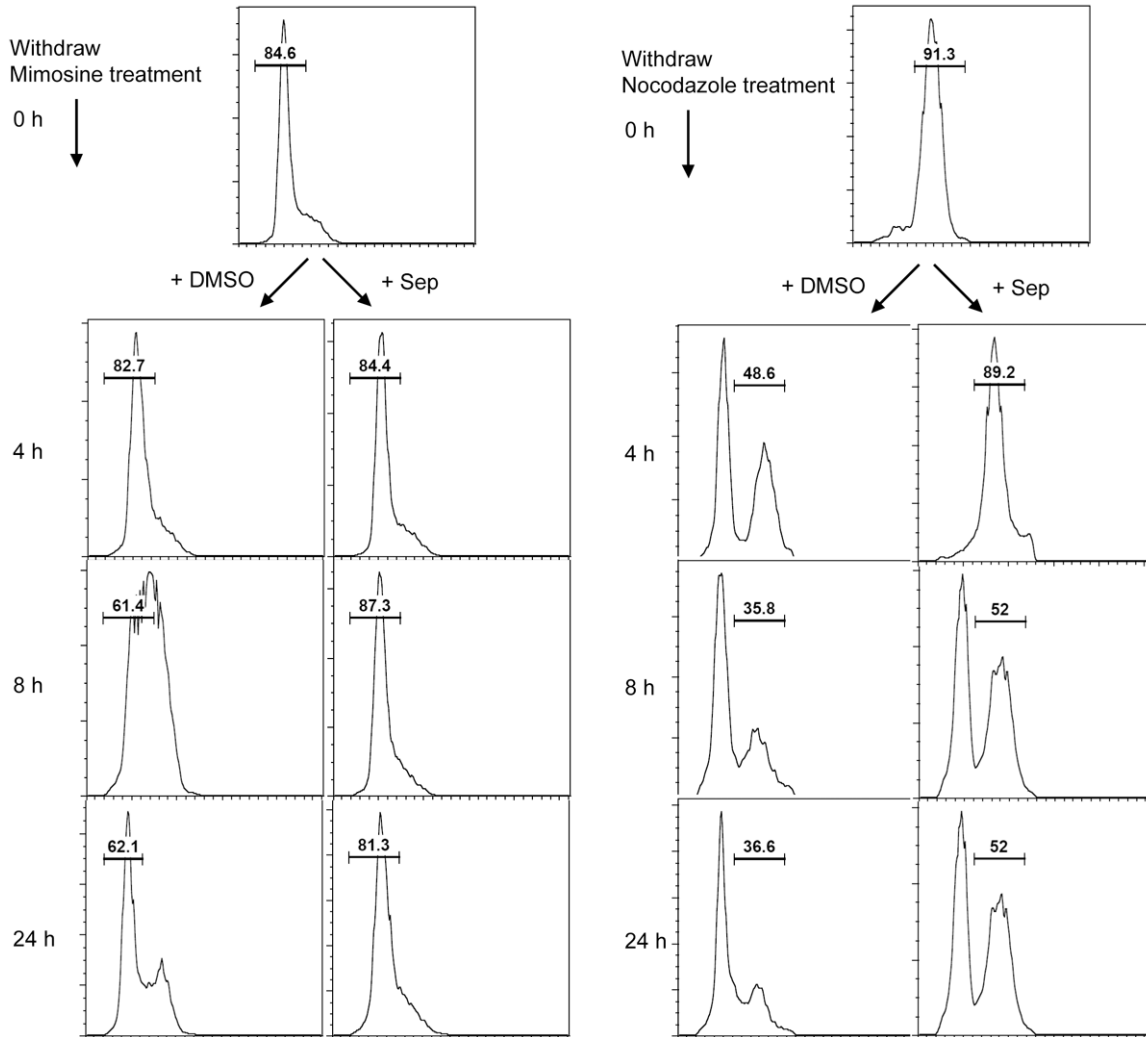 Withdraw
Mimosine treatment
0 h
84.6
+ DMSO
+ Sep
4 h
82.7
84.4
8 h
61.4
87.3
24 h
62.1
81.3
Withdraw
Nocodazole treatment
0 h
91.3
+ DMSO
+ Sep
4 h
48.6
89.2
8 h
35.8
52
24 h
36.6
52